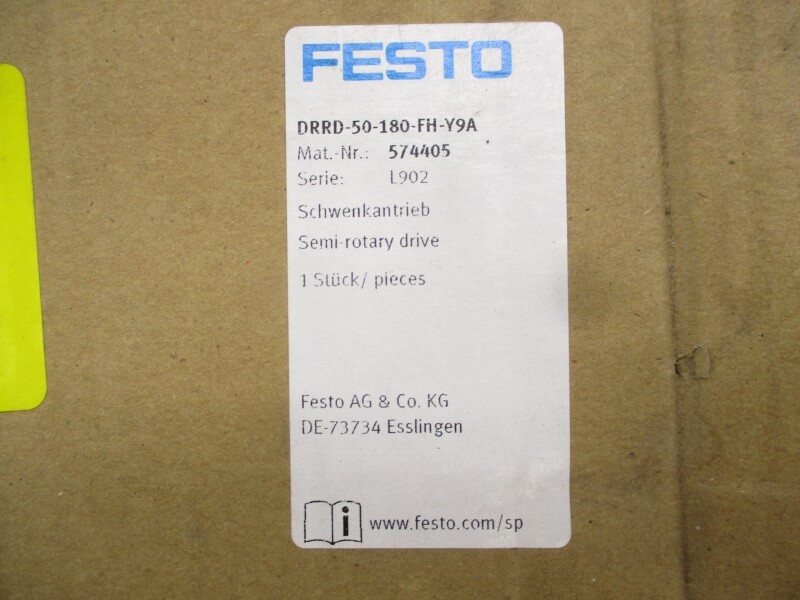 FESTO
DRRD-50-180-FH-Y9A
Mat.-Nr.: 574405
Serie: L902
Schwenkantrieb
Semi-rotary drive
1 Stück/ pieces
Festo AG & Co. KG
DE-73734 Esslingen
i www.festo.com/sp